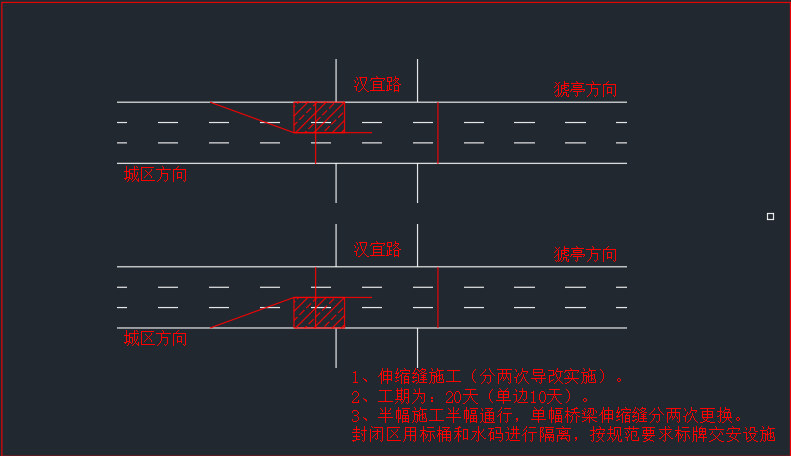 汉宜路
猇亭方向
城区方向
汉宜路
猇亭方向
城区方向
1、伸缩缝施工（分两次导改实施）。
2、工期为：20天（单边10天）。
3、半幅施工半幅通行，单幅桥梁伸缩缝分两次更换。
封闭区用标桶和水码进行隔离，按规范要求标牌交安设施